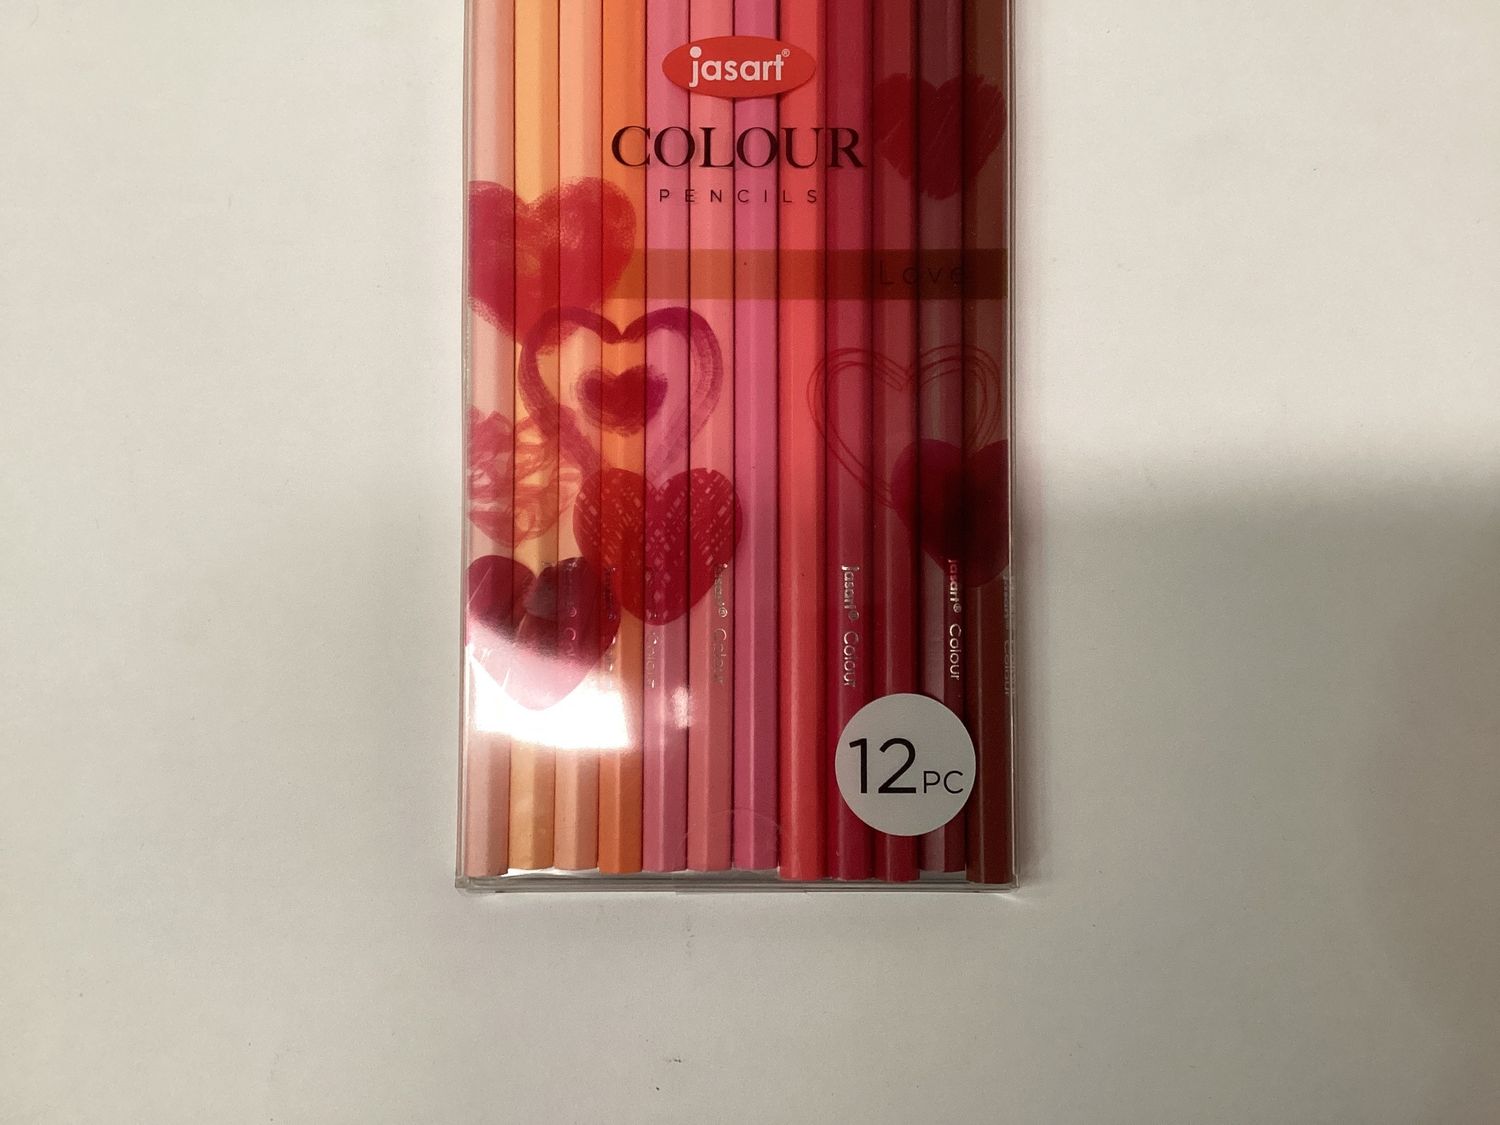 jasart®
COLOUR
PENCILS
Love
jasart® Colour
jasart® Colour
jasart® Colour
12PC